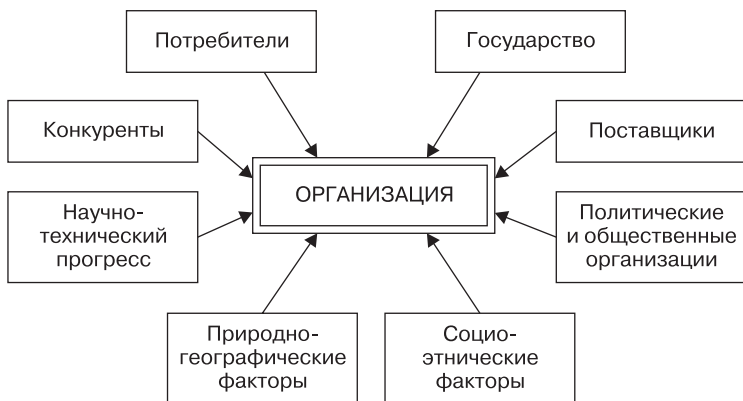 Потребители
Государство
Конкуренты
Поставщики
ОРГАНИЗАЦИЯ
Научно-
технический
прогресс
Политические
и общественные
организации
Природно-
географические
факторы
Социо-
этнические
факторы